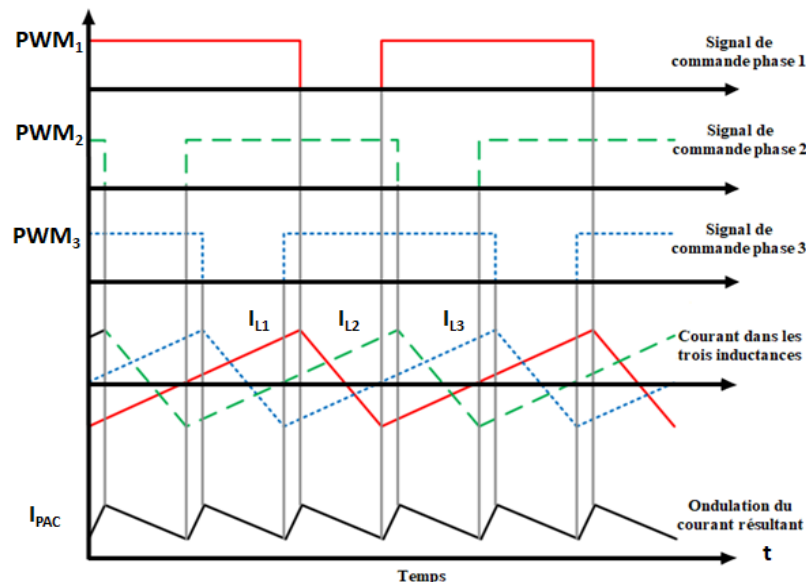 PWM1
Signal de
commande phase 1
PWM2
Signal de
commande phase 2
PWM3
Signal de
commande phase 3
IL1
IL2
IL3
Courant dans les
trois inductances
IPAC
Ondulation du
courant résultant
t
Temps